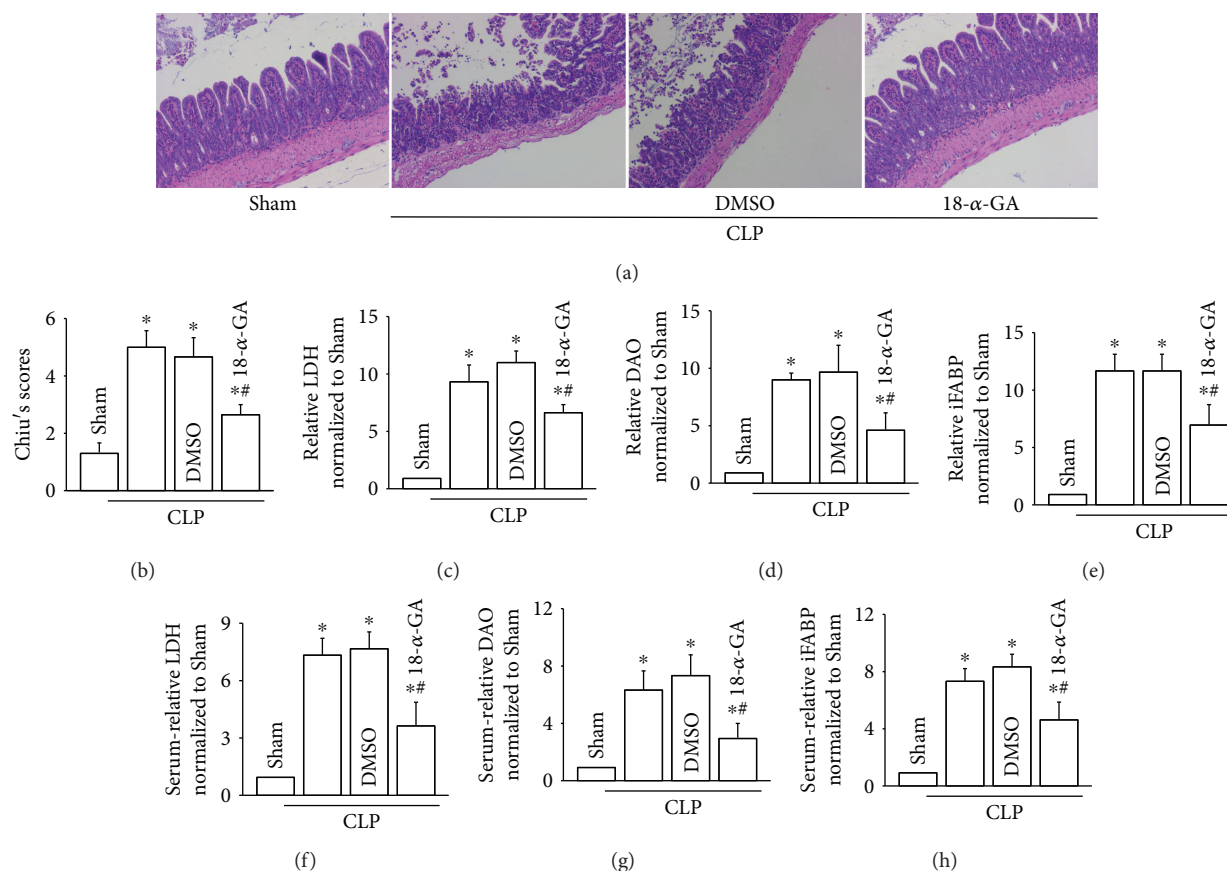 Sham
DMSO
18-α-GA
CLP
(a)
Chiu's scores
6
4
2
0
Sham
*
*
DMSO
*# 18-α-GA
CLP
(b)
Relative LDH
normalized to Sham
15
10
5
0
Sham
*
*
DMSO
*# 18-α-GA
CLP
(c)
Relative DAO
normalized to Sham
15
10
5
0
Sham
*
*
DMSO
*# 18-α-GA
CLP
(d)
Relative iFABP
normalized to Sham
15
10
5
0
Sham
*
*
DMSO
*# 18-α-GA
CLP
(e)
Serum-relative LDH
normalized to Sham
9
6
3
0
Sham
*
*
DMSO
*# 18-α-GA
CLP
(f)
Serum-relative DAO
normalized to Sham
12
8
4
0
Sham
*
*
DMSO
*# 18-α-GA
CLP
(g)
Serum-relative iFABP
normalized to Sham
12
8
4
0
Sham
*
*
DMSO
*# 18-α-GA
CLP
(h)